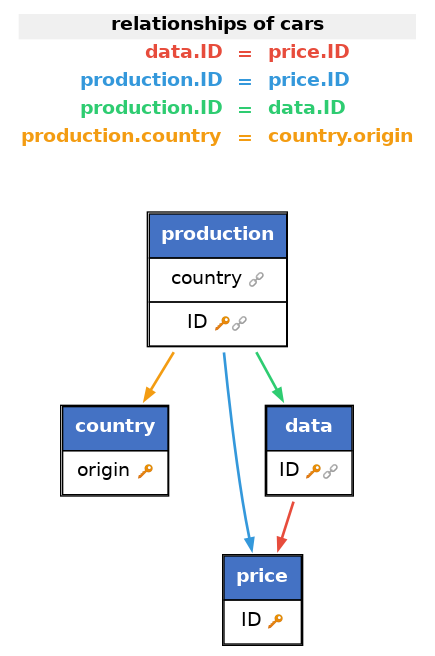 relationships of cars
data.ID = price.ID
production.ID = price.ID
production.ID = data.ID
production.country = country.origin
production
country
ID
country
origin
data
ID
price
ID